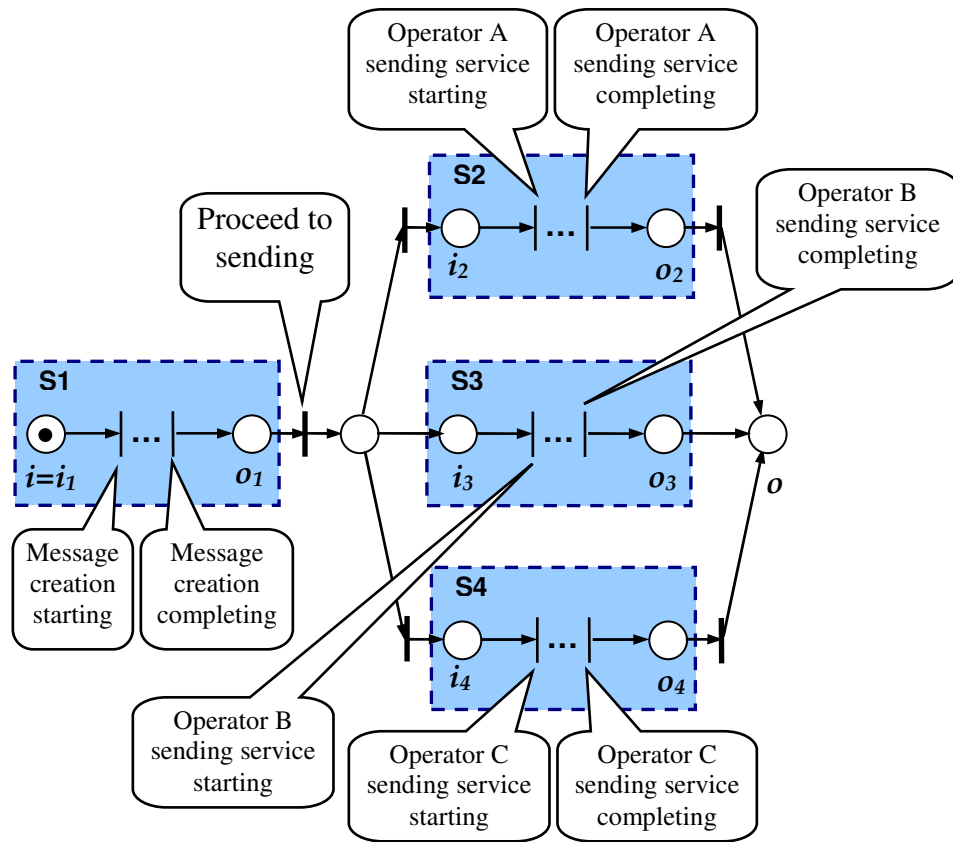 Operator A
sending service
starting
Operator A
sending service
completing
S2
...
i2
o2
Operator B
sending service
completing
Proceed to
sending
S1
...
i=i1
o1
S3
...
i3
o3
o
Message
creation
starting
Message
creation
completing
S4
...
i4
o4
Operator B
sending service
starting
Operator C
sending service
starting
Operator C
sending service
completing